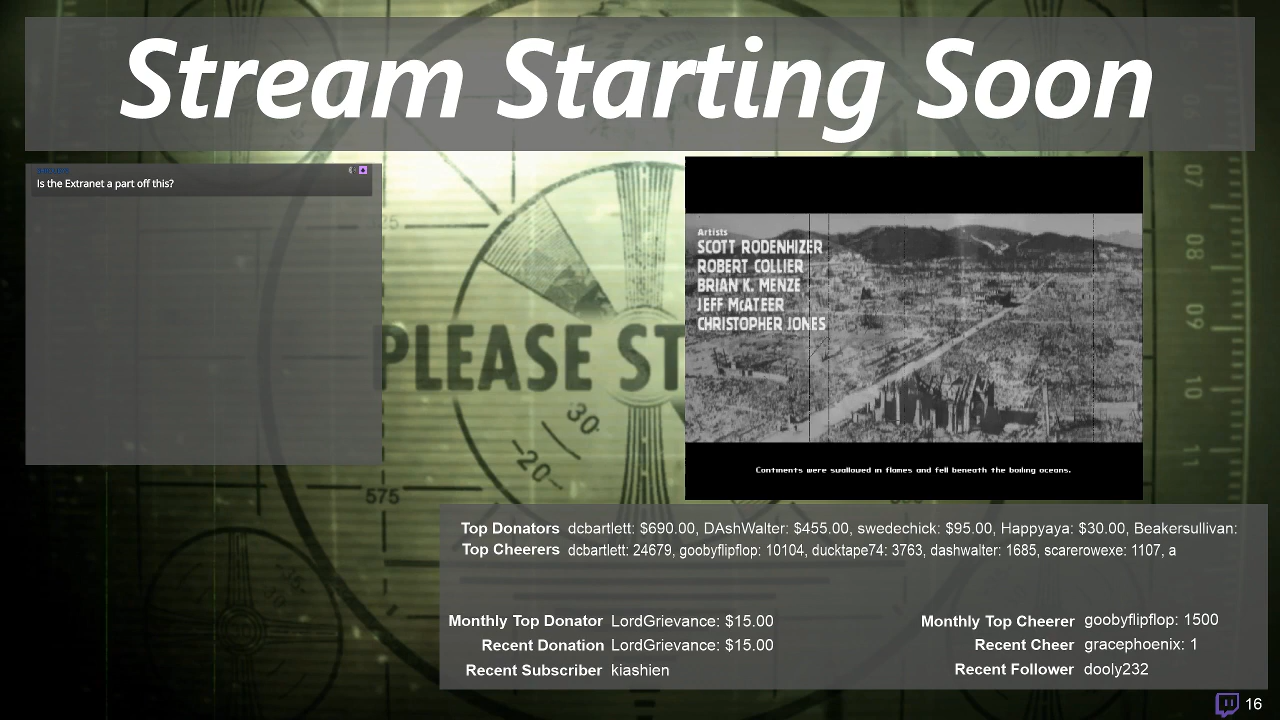 Stream Starting Soon
Is the Extranet a part off this?
PLEASE ST
Artists
SCOTT RODENHIZER
ROBERT COLLIER
BRIAN K. MENZE
JEFF McATEER
CHRISTOPHER JONES
Continents were swallowed in flames and fell beneath the boiling oceans.
07
08
09
10
11
30
-20-
575
Top Donators dcbartlett: $690.00, DAshWalter: $455.00, swedechick: $95.00, Happyaya: $30.00, Beakersullivan:
Top Cheerers dcbartlett: 24679, goobyflipflop: 10104, ducktape74: 3763, dashwalter: 1685, scarerowexe: 1107, a
Monthly Top Donator LordGrievance: $15.00
Recent Donation LordGrievance: $15.00
Recent Subscriber kiashien
Monthly Top Cheerer goobyflipflop: 1500
Recent Cheer gracephoenix: 1
Recent Follower dooly232
16